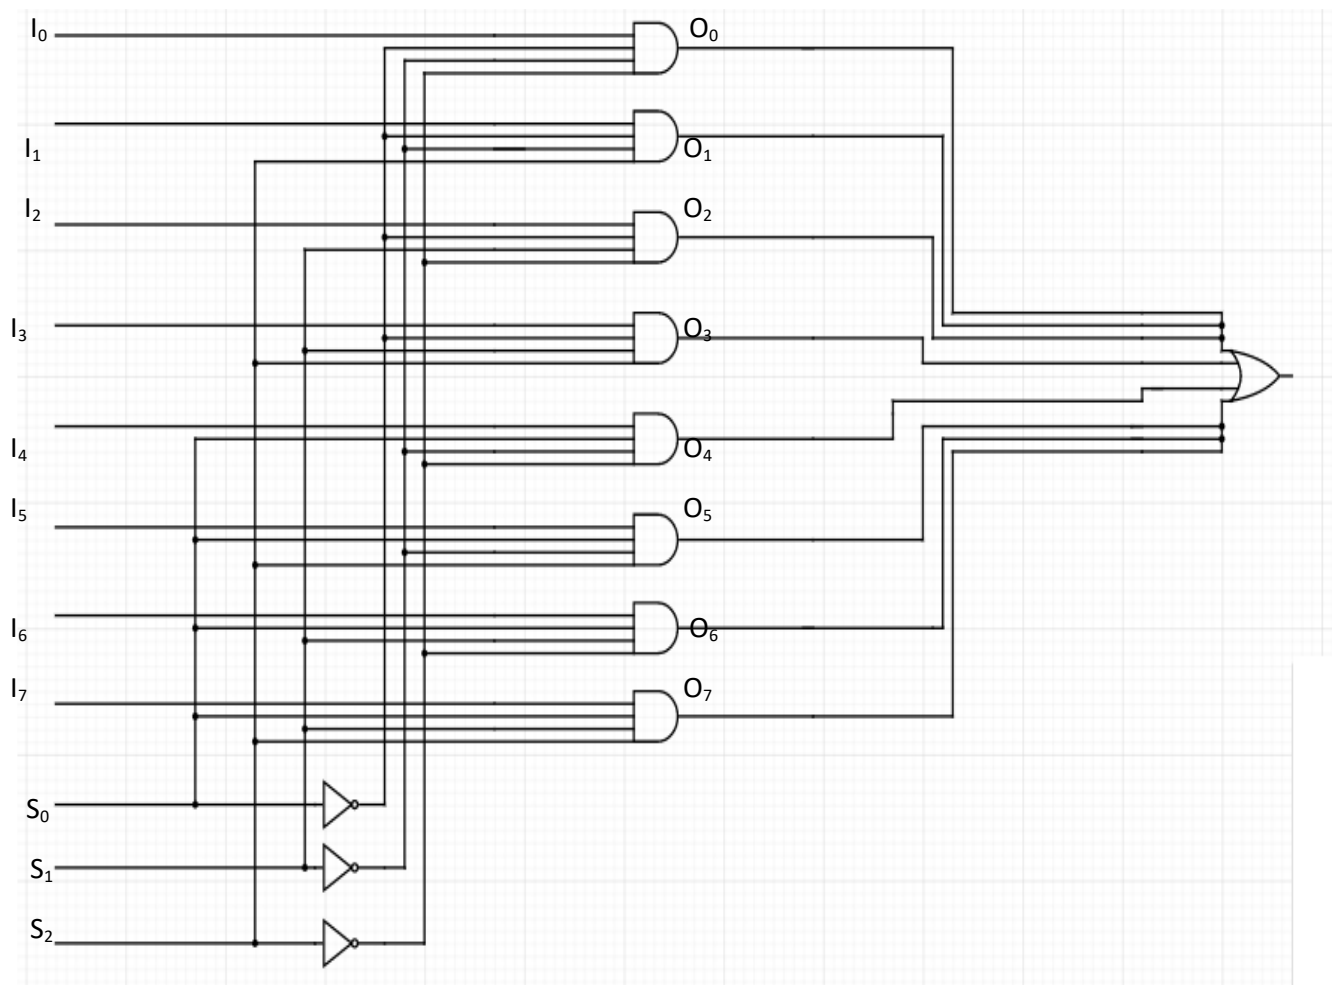 I₀ O₀
I₁ O₁
I₂ O₂
I₃ O₃
I₄ O₄
I₅ O₅
I₆ O₆
I₇ O₇
S₀
S₁
S₂